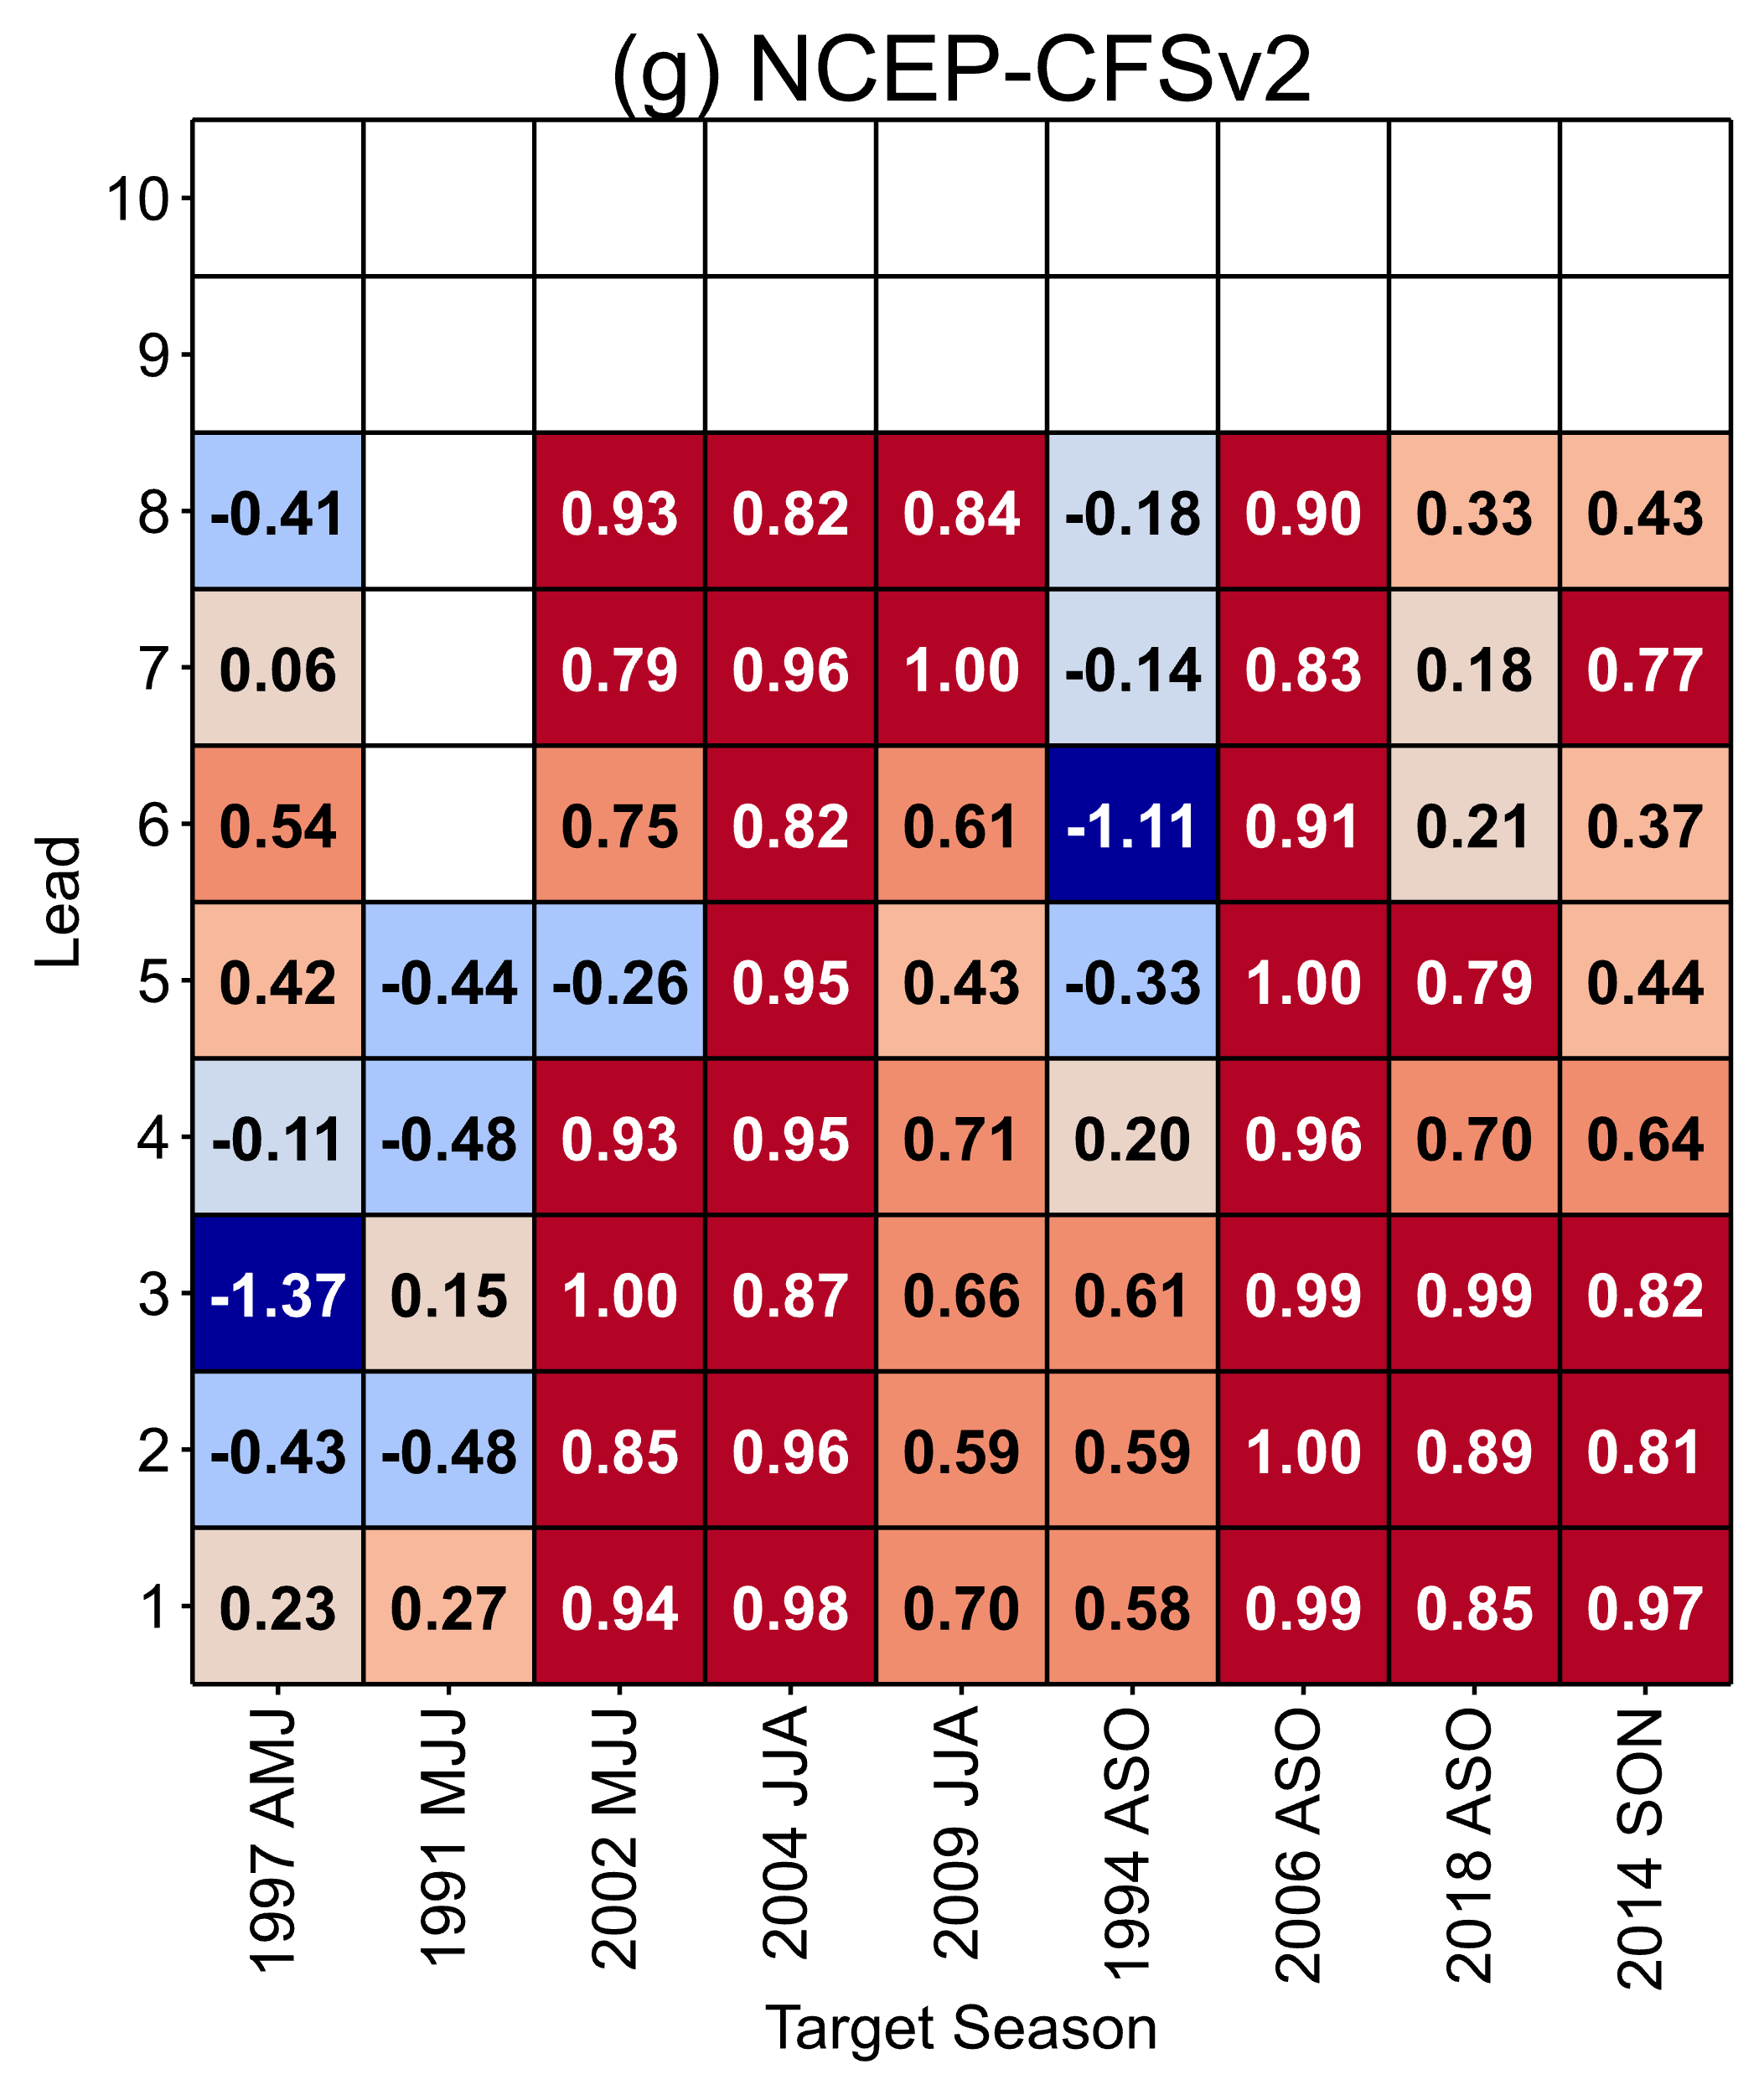 (g) NCEP-CFSv2
10
9
8 -0.41 0.93 0.82 0.84 -0.18 0.90 0.33 0.43
7 0.06 0.79 0.96 1.00 -0.14 0.83 0.18 0.77
6 0.54 0.75 0.82 0.61 -1.11 0.91 0.21 0.37
5 0.42 -0.44 -0.26 0.95 0.43 -0.33 1.00 0.79 0.44
4 -0.11 -0.48 0.93 0.95 0.71 0.20 0.96 0.70 0.64
3 -1.37 0.15 1.00 0.87 0.66 0.61 0.99 0.99 0.82
2 -0.43 -0.48 0.85 0.96 0.59 0.59 1.00 0.89 0.81
1 0.23 0.27 0.94 0.98 0.70 0.58 0.99 0.85 0.97
Lead
1997 AMJ
1991 MJJ
2002 MJJ
2004 JJA
2009 JJA
1994 ASO
2006 ASO
2018 ASO
2014 SON
Target Season